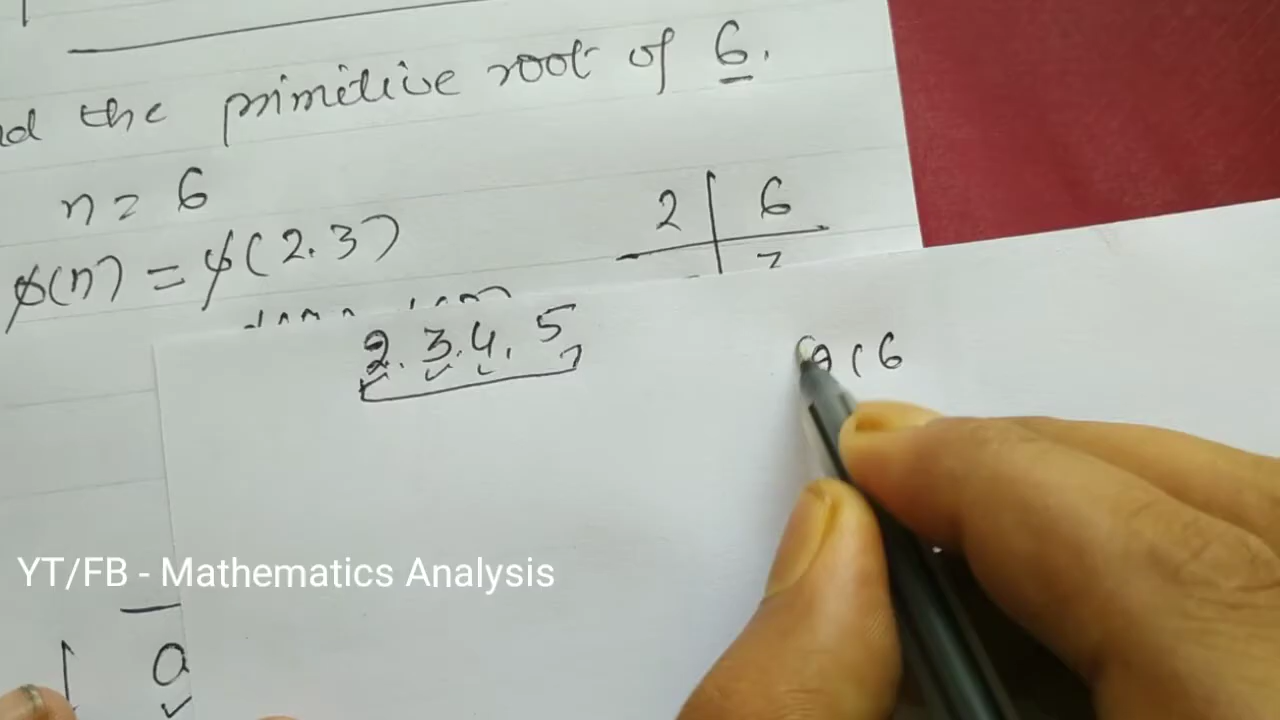 nd the primitive root of 6.
n = 6
2 | 6
ϕ(n) = ϕ(2.3)
2. 3. 4. 5
a < 6
YT/FB - Mathematics Analysis
a